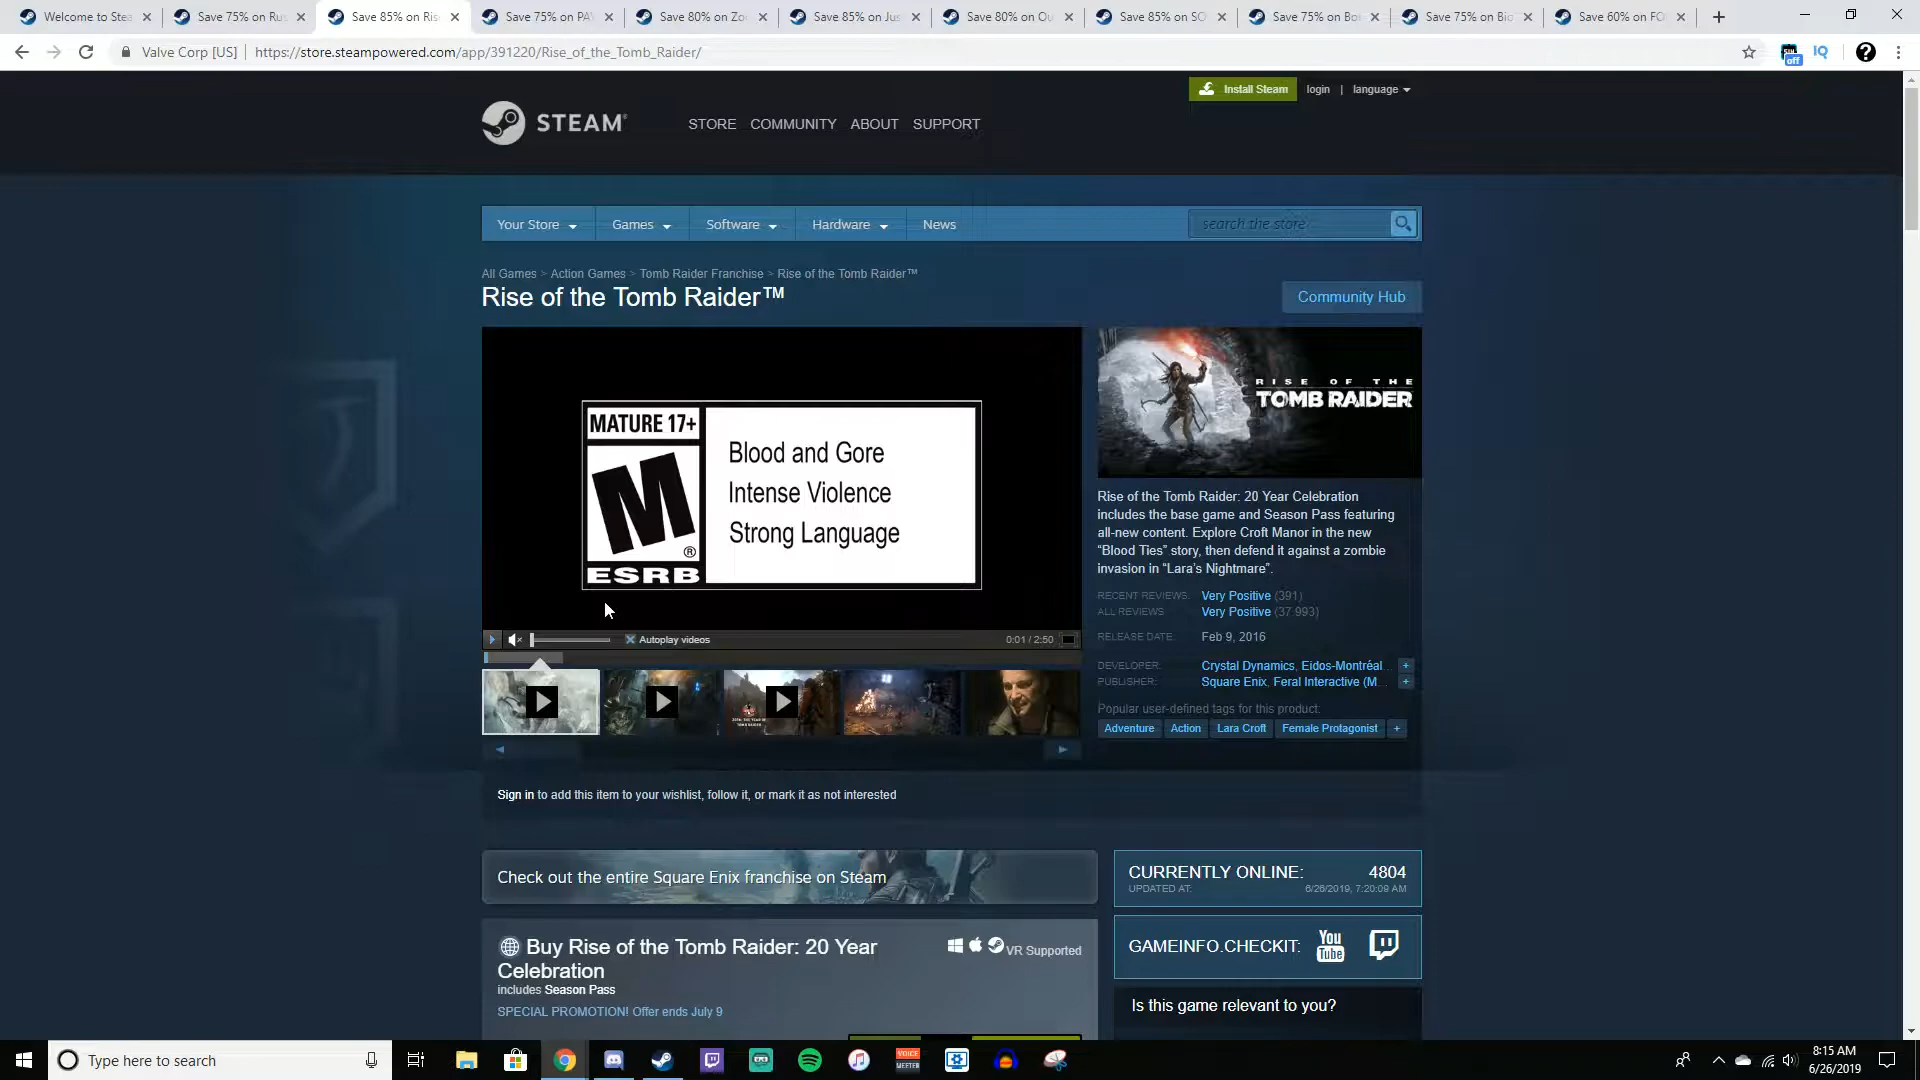 Welcome to Stea
Save 75% on Rus
Save 85% on Rise
Save 75% on PAY
Save 80% on Zo
Save 85% on Jus
Save 80% on Ou
Save 85% on SO
Save 75% on Bo
Save 75% on Bio
Save 60% on FO
Valve Corp [US] | https://store.steampowered.com/app/391220/Rise_of_the_Tomb_Raider/
off
IQ
Install Steam login | language
STEAM
STORE COMMUNITY ABOUT SUPPORT
Your Store Games Software Hardware News
search the store
All Games > Action Games > Tomb Raider Franchise > Rise of the Tomb Raider™
Rise of the Tomb Raider™
Community Hub
MATURE 17+
M
®
ESRB
Blood and Gore
Intense Violence
Strong Language
Autoplay videos
0:01 / 2:50
RISE OF THE
TOMB RAIDER
Rise of the Tomb Raider: 20 Year Celebration
includes the base game and Season Pass featuring
all-new content. Explore Croft Manor in the new
“Blood Ties” story, then defend it against a zombie
invasion in “Lara’s Nightmare”.
RECENT REVIEWS: Very Positive (391)
ALL REVIEWS: Very Positive (37,993)
RELEASE DATE: Feb 9, 2016
DEVELOPER: Crystal Dynamics, Eidos-Montréal +
PUBLISHER: Square Enix, Feral Interactive (M +
Popular user-defined tags for this product:
Adventure Action Lara Croft Female Protagonist +
Sign in to add this item to your wishlist, follow it, or mark it as not interested
Check out the entire Square Enix franchise on Steam
CURRENTLY ONLINE: 4804
UPDATED AT: 6/26/2019, 7:20:09 AM
GAMEINFO.CHECKIT: You Tube
Buy Rise of the Tomb Raider: 20 Year
Celebration
VR Supported
includes Season Pass
SPECIAL PROMOTION! Offer ends July 9
Is this game relevant to you?
Type here to search
VOICE
MEETER
8:15 AM
6/26/2019